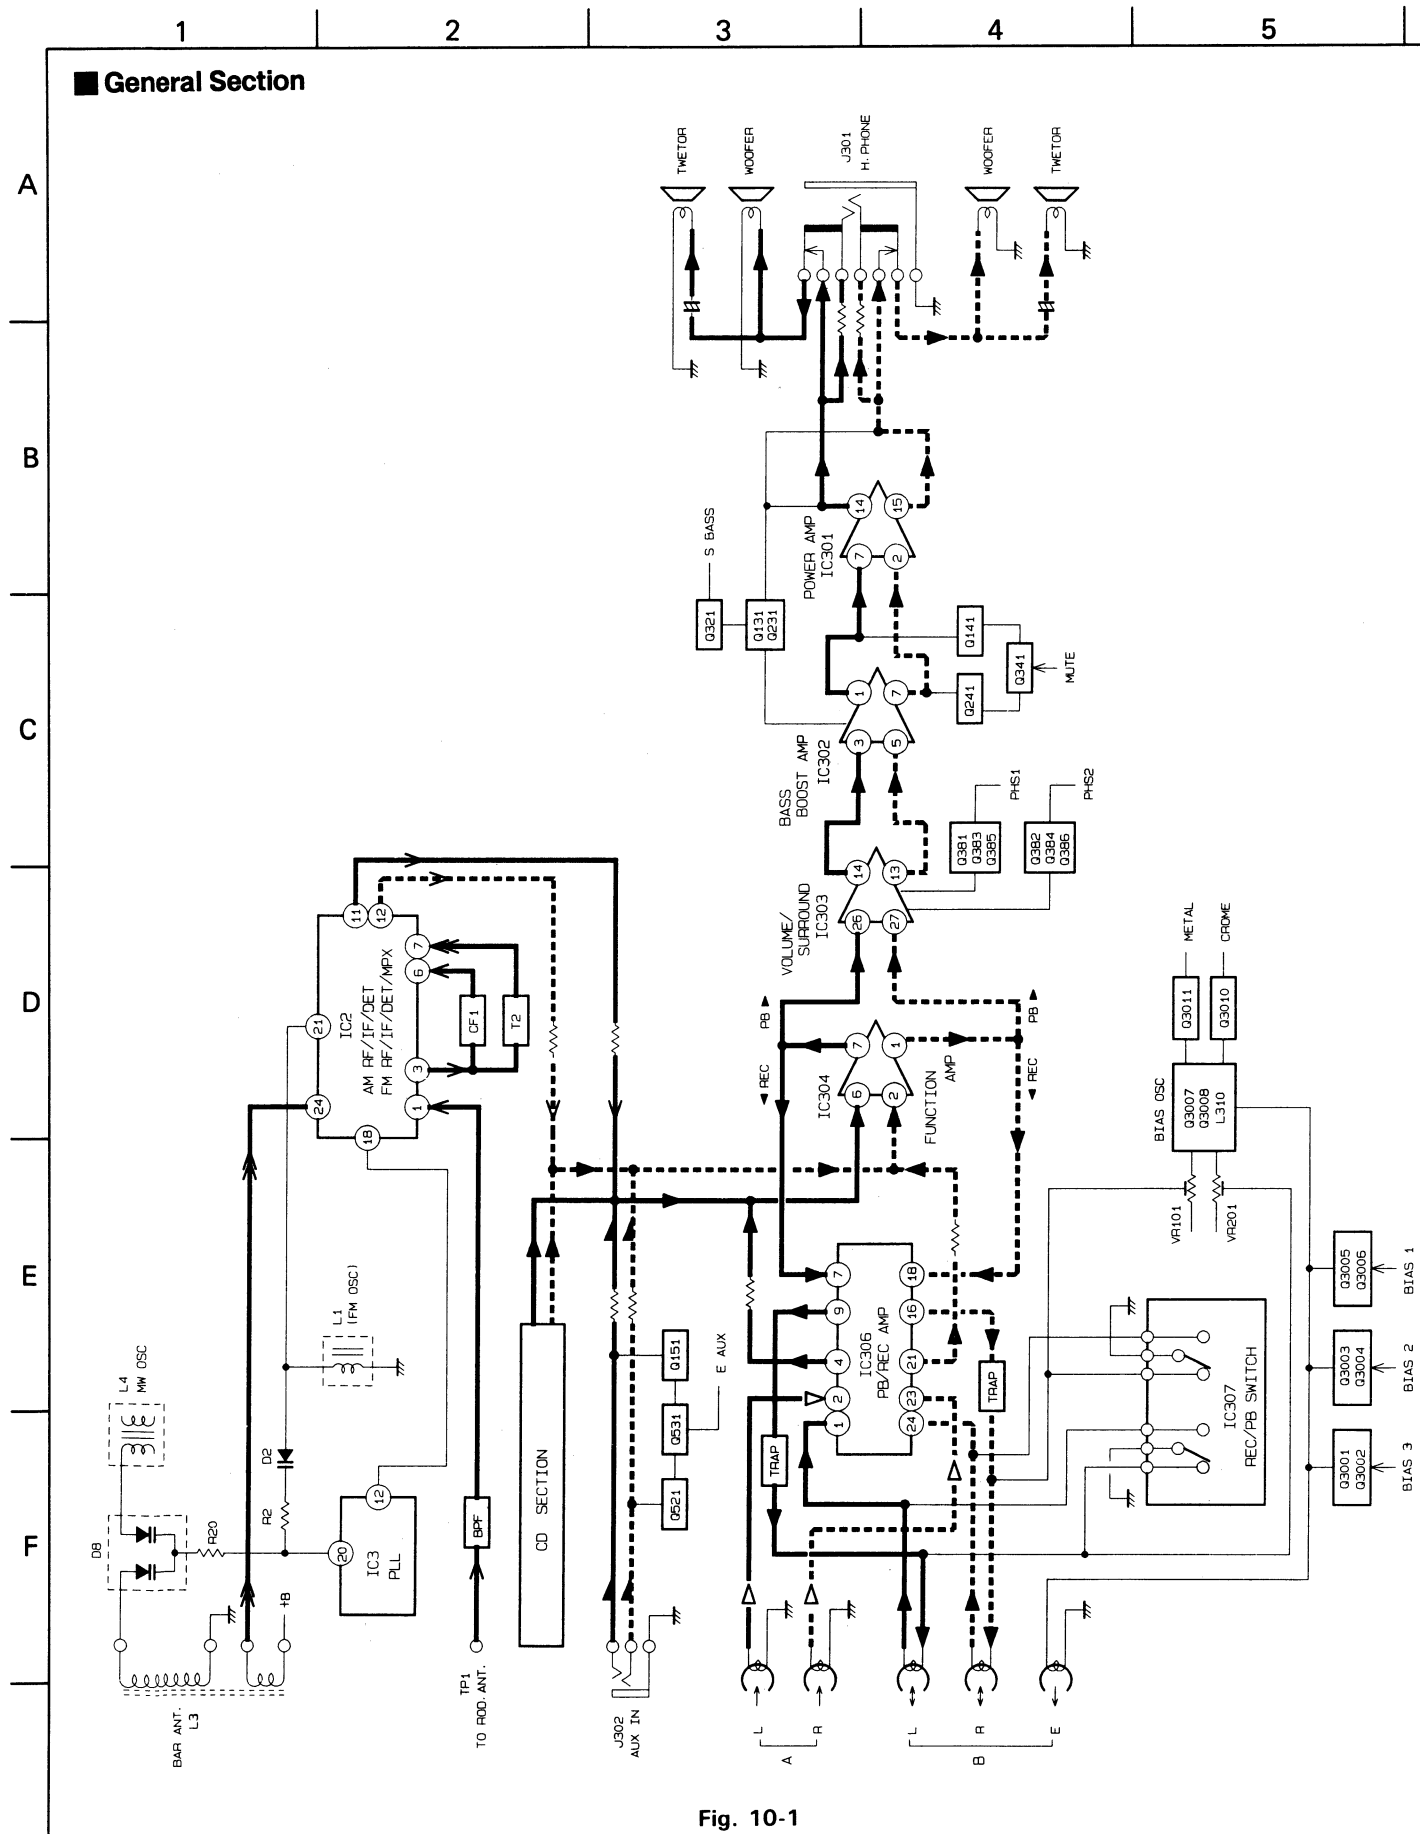 1 2 3 4 5
■ General Section
A
B
C
D
E
F
TWETOR
WOOFER
J301
H. PHONE
WOOFER
TWETOR
S BASS
POWER AMP
IC301
14
15
7
2
Q321
Q131
Q231
Q141
Q341
MUTE
Q241
1
7
3
5
BASS
BOOST AMP
IC302
PHS1
PHS2
Q381
Q383
Q385
Q382
Q384
Q386
14
13
26
27
VOLUME/
SURROUND
IC303
11
12
7
6
21
24
3
1
18
IC2
AM RF/IF/DET
FM RF/IF/DET/MPX
CF1
T2
PB
REC
7
1
6
2
IC304
FUNCTION
AMP
PB
REC
METAL
CROME
Q3011
Q3010
BIAS OSC
Q3007
Q3008
L310
VR101
VR201
L1
(FM OSC)
L4
MW OSC
D2
R2
D8
R20
12
20
IC3
PLL
+B
BPF
CD SECTION
Q151
Q531
Q521
E AUX
7
9
4
2
1
18
16
21
23
24
IC306
PB/REC AMP
TRAP
TRAP
IC307
REC/PB SWITCH
Q3005
Q3006
BIAS 1
Q3003
Q3004
BIAS 2
Q3001
Q3002
BIAS 3
BAR ANT.
L3
TP1
TO ROD. ANT.
J302
AUX IN
L
R
A
L
R
E
B
Fig. 10-1